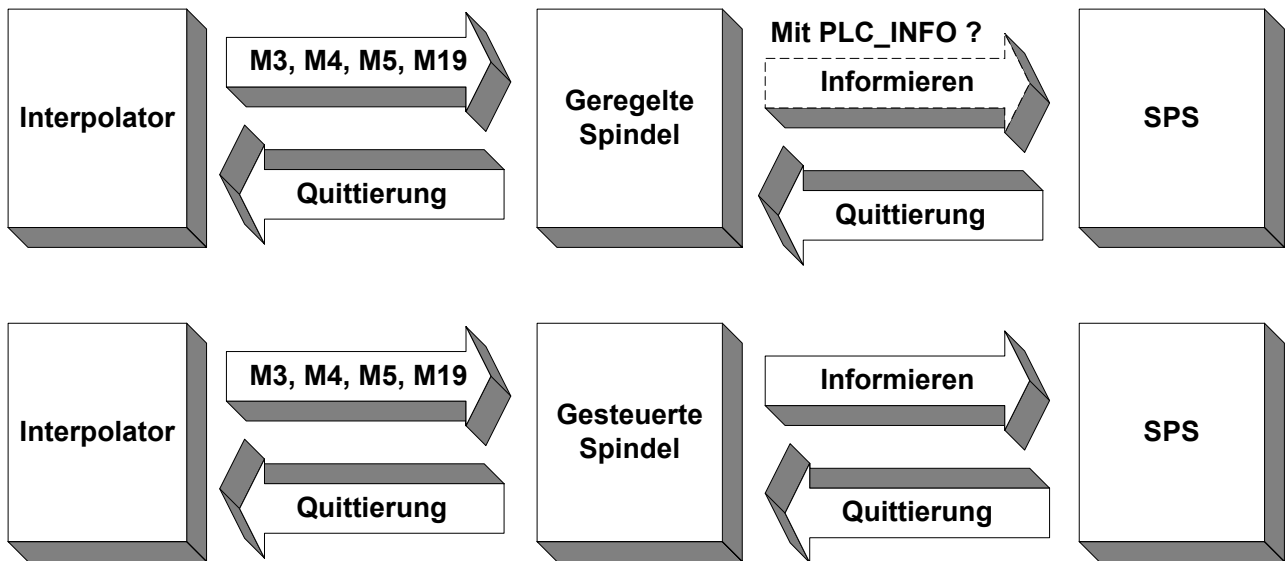 Mit PLC_INFO ?
Interpolator
M3, M4, M5, M19
Quittierung
Geregelte
Spindel
Informieren
Quittierung
SPS
Interpolator
M3, M4, M5, M19
Quittierung
Gesteuerte
Spindel
Informieren
Quittierung
SPS